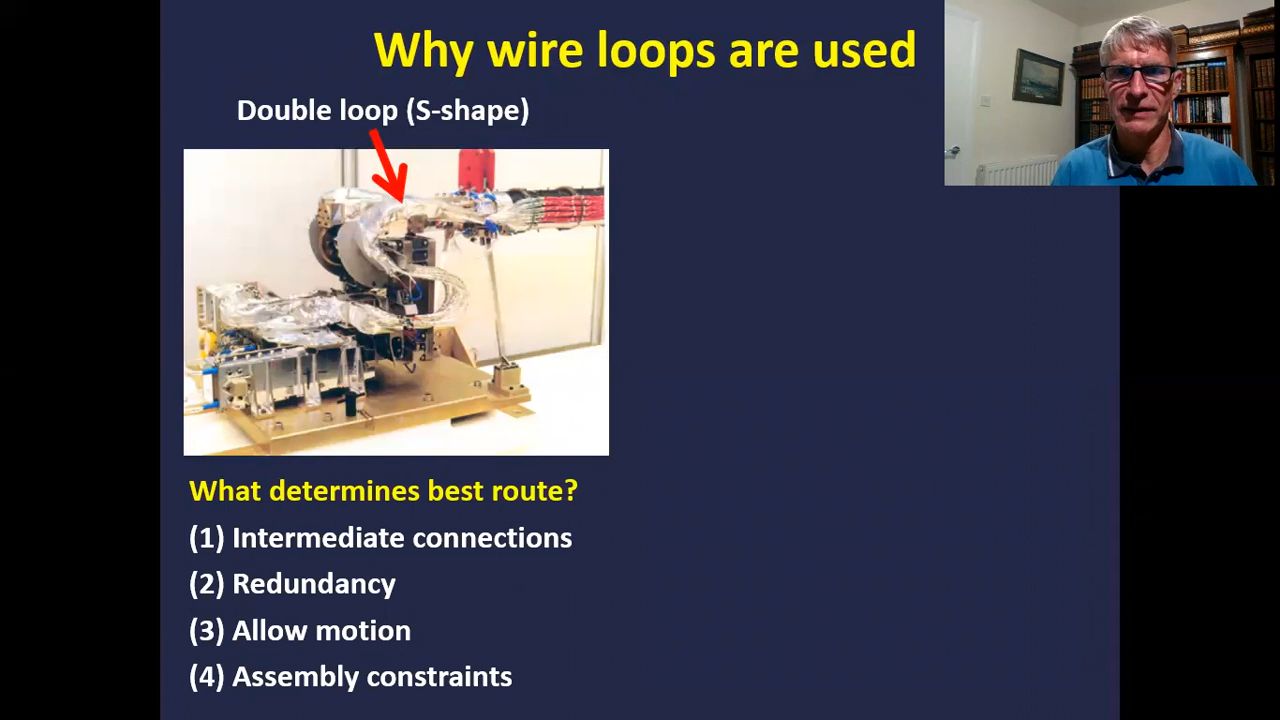 Why wire loops are used
Double loop (S-shape)
What determines best route?
(1) Intermediate connections
(2) Redundancy
(3) Allow motion
(4) Assembly constraints